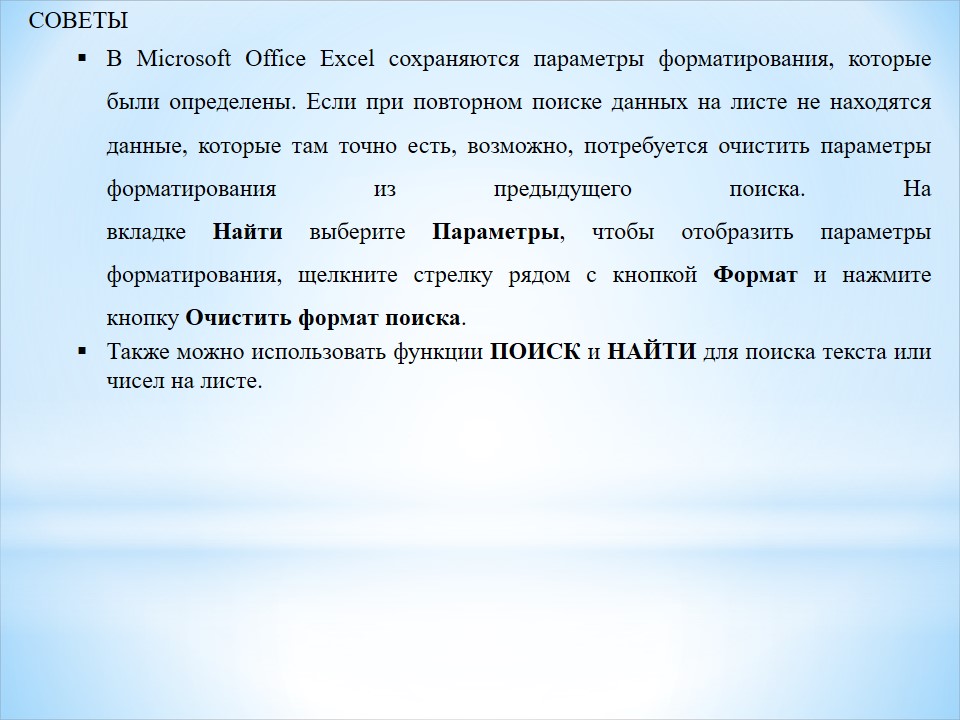 СОВЕТЫ
▪ В Microsoft Office Excel сохраняются параметры форматирования, которые
были определены. Если при повторном поиске данных на листе не находятся
данные, которые там точно есть, возможно, потребуется очистить параметры
форматирования из предыдущего поиска. На
вкладке Найти выберите Параметры, чтобы отобразить параметры
форматирования, щелкните стрелку рядом с кнопкой Формат и нажмите
кнопку Очистить формат поиска.
▪ Также можно использовать функции ПОИСК и НАЙТИ для поиска текста или
чисел на листе.